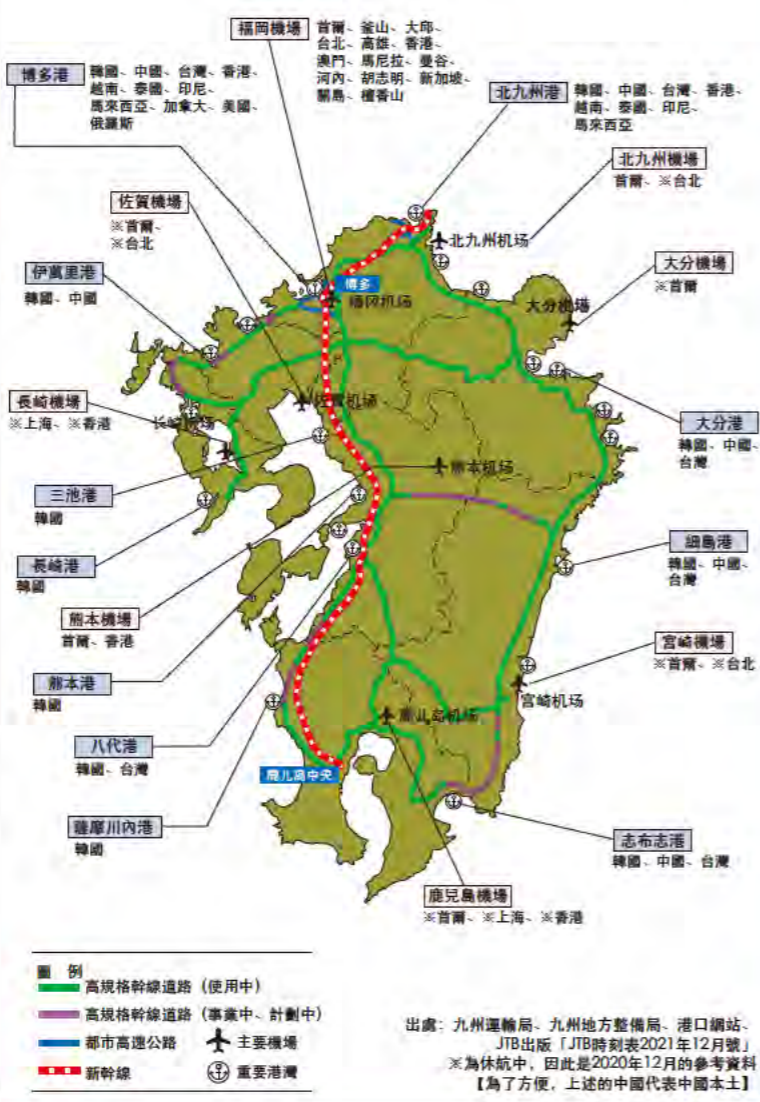 福岡機場
首爾、釜山、大邱、
台北、高雄、香港、
澳門、馬尼拉、曼谷、
河內、胡志明、新加坡、
關島、檀香山
博多港
韓國、中國、台灣、香港、
越南、泰國、印尼、
馬來西亞、加拿大、美國、
俄羅斯
北九州港
韓國、中國、台灣、香港、
越南、泰國、印尼、
馬來西亞
北九州機場
首爾、※台北
佐賀機場
※首爾、
※台北
北九州机场
大分機場
※首爾
伊萬里港
韓國、中國
博多
福冈机场
大分机场
長崎機場
※上海、※香港
长崎机场
佐賀机场
大分港
韓國、中國、
台灣
熊本机场
三池港
韓國
長崎港
韓國
細島港
韓國、中國、
台灣
熊本機場
首爾、香港
宮崎機場
※首爾、※台北
熊本港
韓國
宮崎机场
鹿儿岛机场
八代港
韓國、台灣
鹿儿島中央
薩摩川內港
韓國
志布志港
韓國、中國、台灣
鹿兒島機場
※首爾、※上海、※香港
圖 例
高規格幹線道路（使用中）
高規格幹線道路（事業中、計劃中）
都市高速公路
主要機場
新幹線
重要港灣
出處：九州運輸局、九州地方整備局、港口網站、
JTB出版「JTB時刻表2021年12月號」
※為休航中，因此是2020年12月的參考資料
【為了方便，上述的中國代表中國本土】